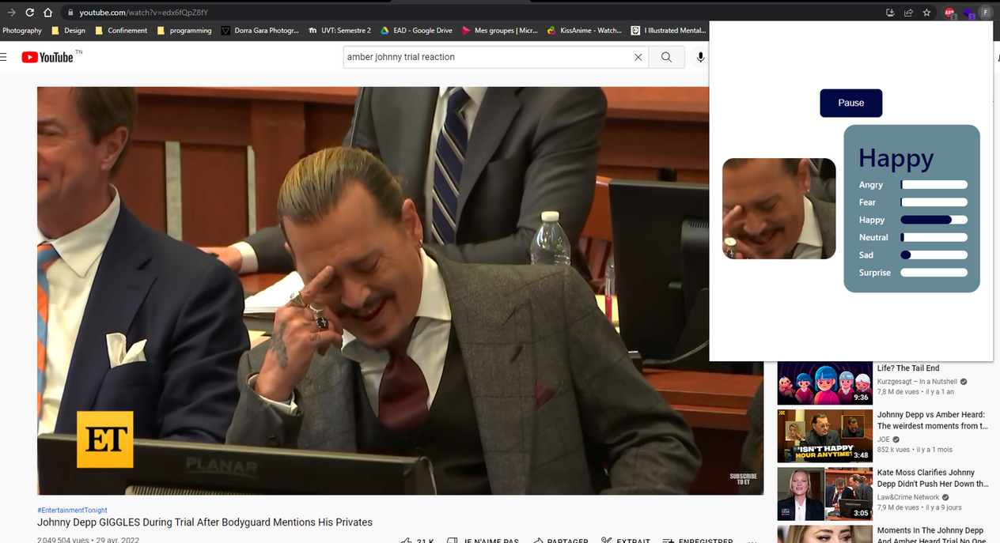 youtube.com/watch?v=edx6fQpZ8fY
ABP
F
Photography
Design
Confinement
programming
Dorra Gara Photogr...
UVT: Semestre 2
EAD - Google Drive
Mes groupes | Micr...
KissAnime - Watch...
I Illustrated Mental...
YouTube TN
amber johnny trial reaction
Pause
Happy
Angry
Fear
Happy
Neutral
Sad
Surprise
ET
PLANAR
SUBSCRIBE
TO ET
#EntertainmentTonight
Johnny Depp GIGGLES During Trial After Bodyguard Mentions His Privates
2 049 504 vues • 29 avr. 2022
21 K
JE N'AIME PAS
PARTAGER
EXTRAIT
ENREGISTRER
Life? The Tail End
Kurzgesagt – In a Nutshell
7,8 M de vues • il y a 1 an
9:36
Johnny Depp vs Amber Heard:
The weirdest moments from t...
JOE
852 k vues • il y a 1 mois
JOE
'ISN'T HAPPY
HOUR ANYTIME?'
3:48
Kate Moss Clarifies Johnny
Depp Didn't Push Her Down th...
Law&Crime Network
7,9 M de vues • il y a 9 jours
3:05
Moments In The Johnny Depp
And Amber Heard Trial No One